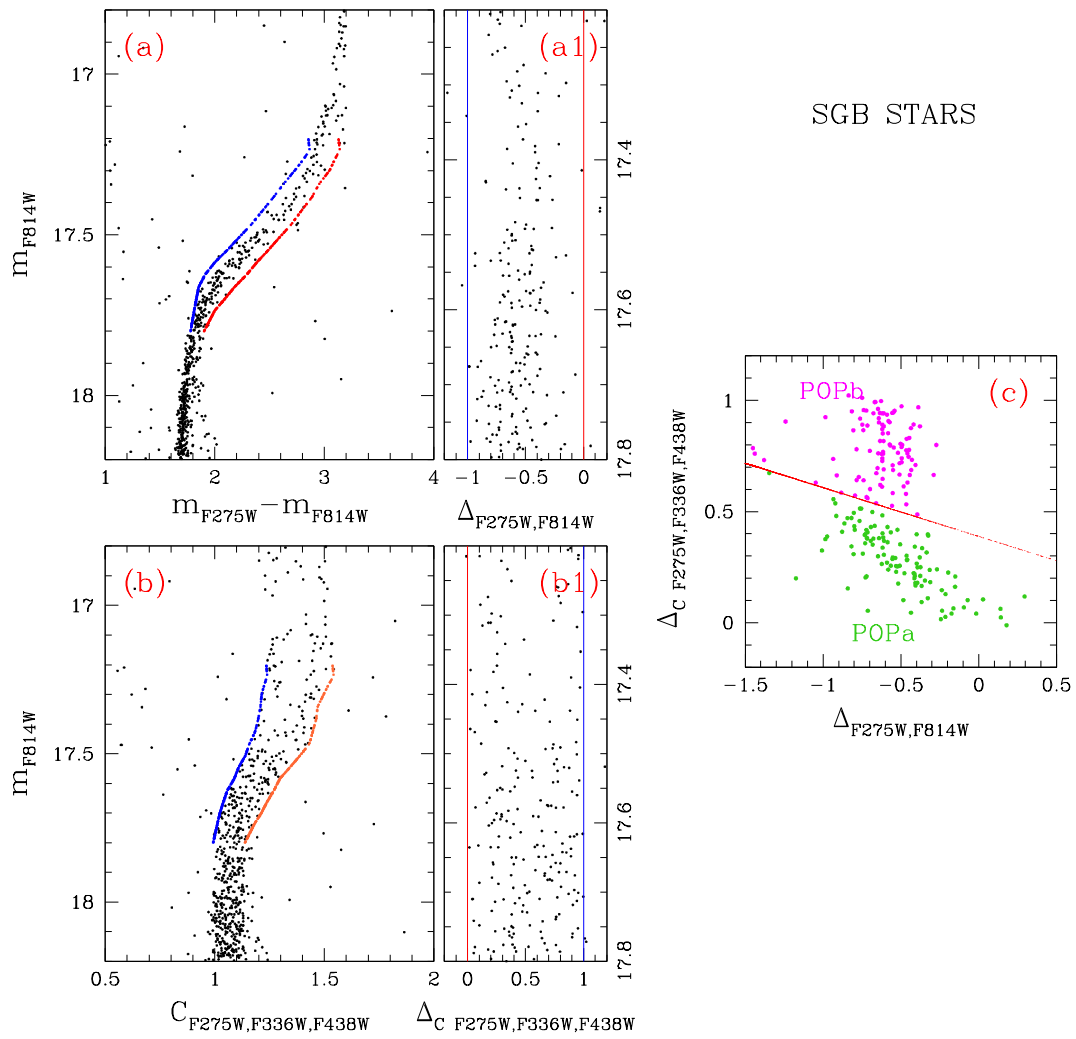 (a)
(a1)
SGB STARS
17
17.5
18
m_F814W
1 2 3 4
m_F275W−m_F814W
17.4
17.6
17.8
−1 −0.5 0
Δ_F275W,F814W
(b)
(b1)
17
17.5
18
m_F814W
0.5 1 1.5 2
C_F275W,F336W,F438W
17.4
17.6
17.8
0 0.5 1
Δ_C F275W,F336W,F438W
POPb
(c)
POPa
1
0.5
0
Δ_C F275W,F336W,F438W
−1.5 −1 −0.5 0 0.5
Δ_F275W,F814W